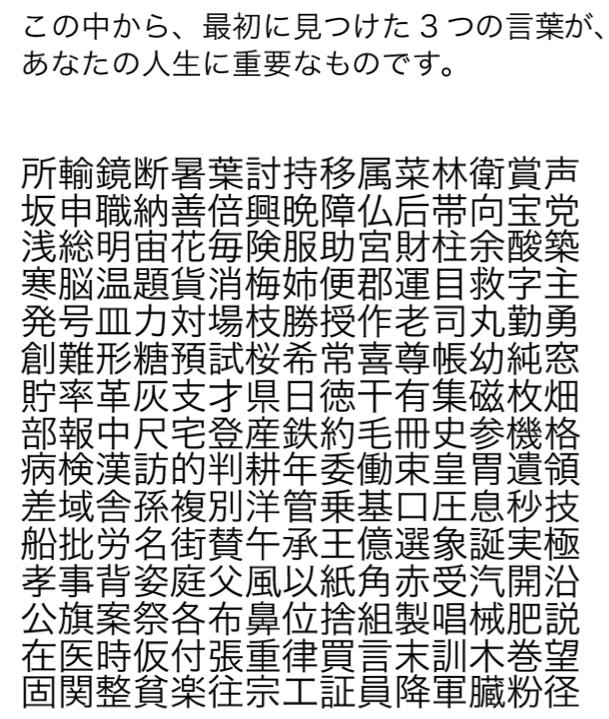 この中から、最初に見つけた３つの言葉が、
あなたの人生に重要なものです。
所輸鏡断暑葉討持移属菜林衛賞声
坂申職納善倍興晩障仏后帯向宝党
浅総明宙花毎険服助宮財柱余酸築
寒脳温題貨消梅姉便郡運目救字主
発号皿力対場枝勝授作老司丸勤勇
創難形糖預試桜希常喜尊帳幼純窓
貯率革灰支才県日徳干有集磁枚畑
部報中尺宅登産鉄約毛冊史参機格
病検漢訪的判耕年委働束皇胃遺領
差域舎孫複別洋管乗基口圧息秒技
船批労名街賛午承王億選象誕実極
孝事背姿庭父風以紙角赤受汽開沿
公旗案祭各布鼻位捨組製唱械肥説
在医時仮付張重律買言末訓木巻望
固関整貧楽往宗工証員降軍臓粉径